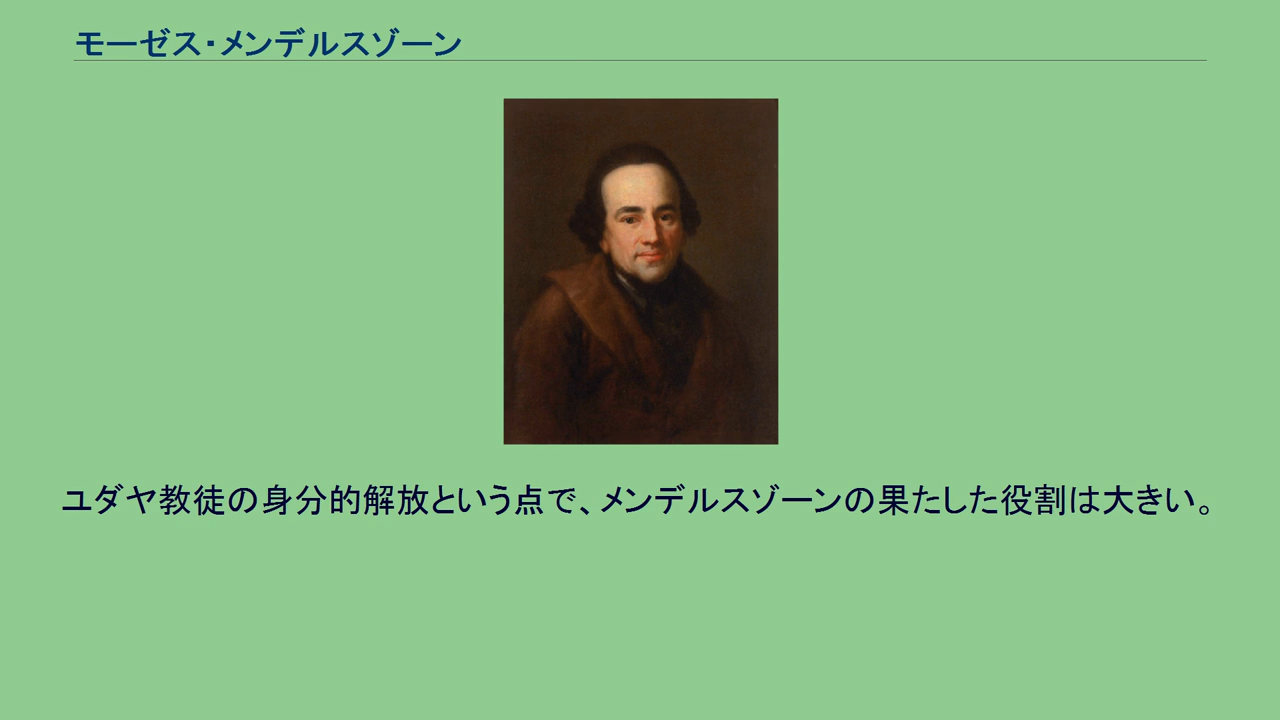 モーゼス・メンデルスゾーン
ユダヤ教徒の身分的解放という点で、メンデルスゾーンの果たした役割は大きい。